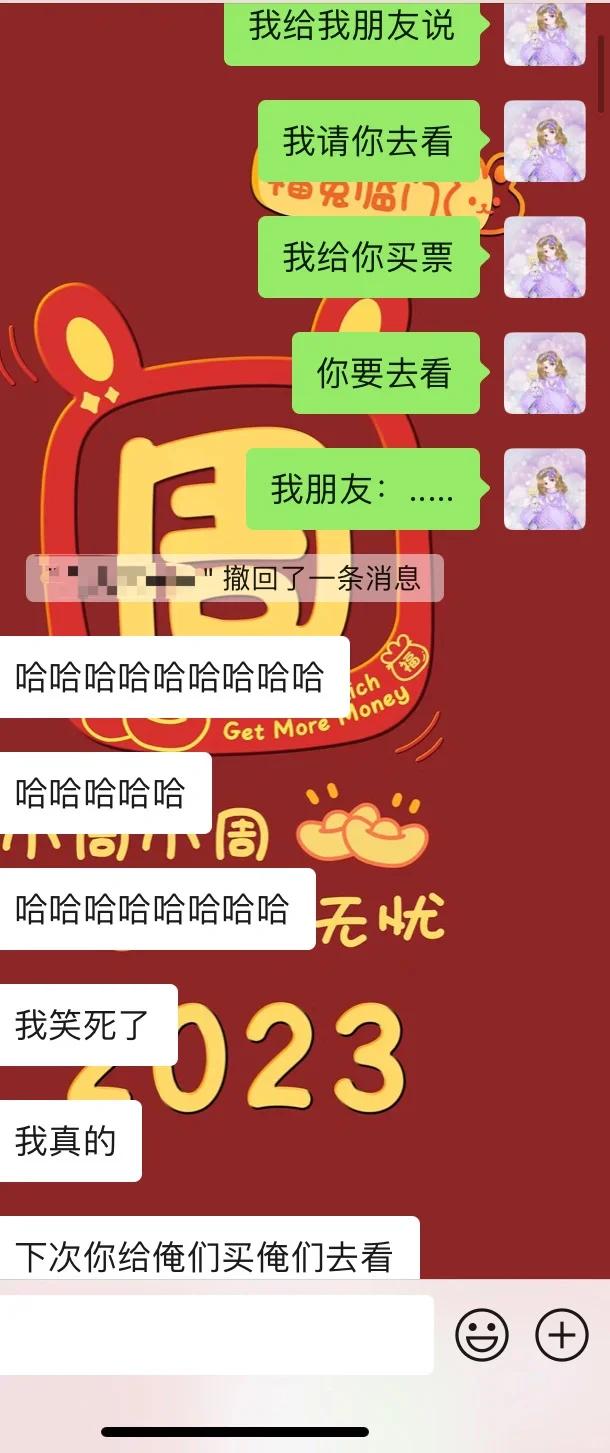 我给我朋友说
我请你去看
福兔临门
我给你买票
你要去看
我朋友：.....
周
" " 撤回了一条消息
哈哈哈哈哈哈哈哈哈
福
ich
Get More Money
哈哈哈哈哈
小周小周
哈哈哈哈哈哈哈哈
无忧
我笑死了
2023
我真的
下次你给俺们买俺们去看